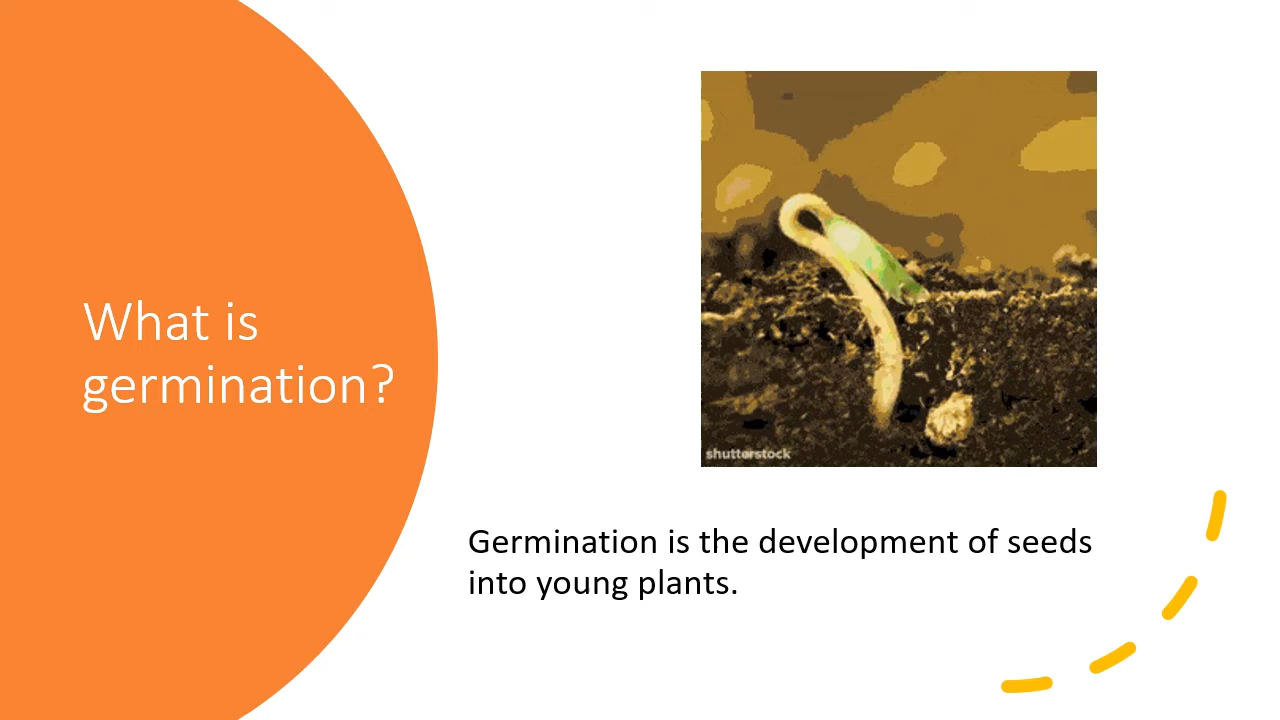 What is
germination?
shutterstock
Germination is the development of seeds
into young plants.